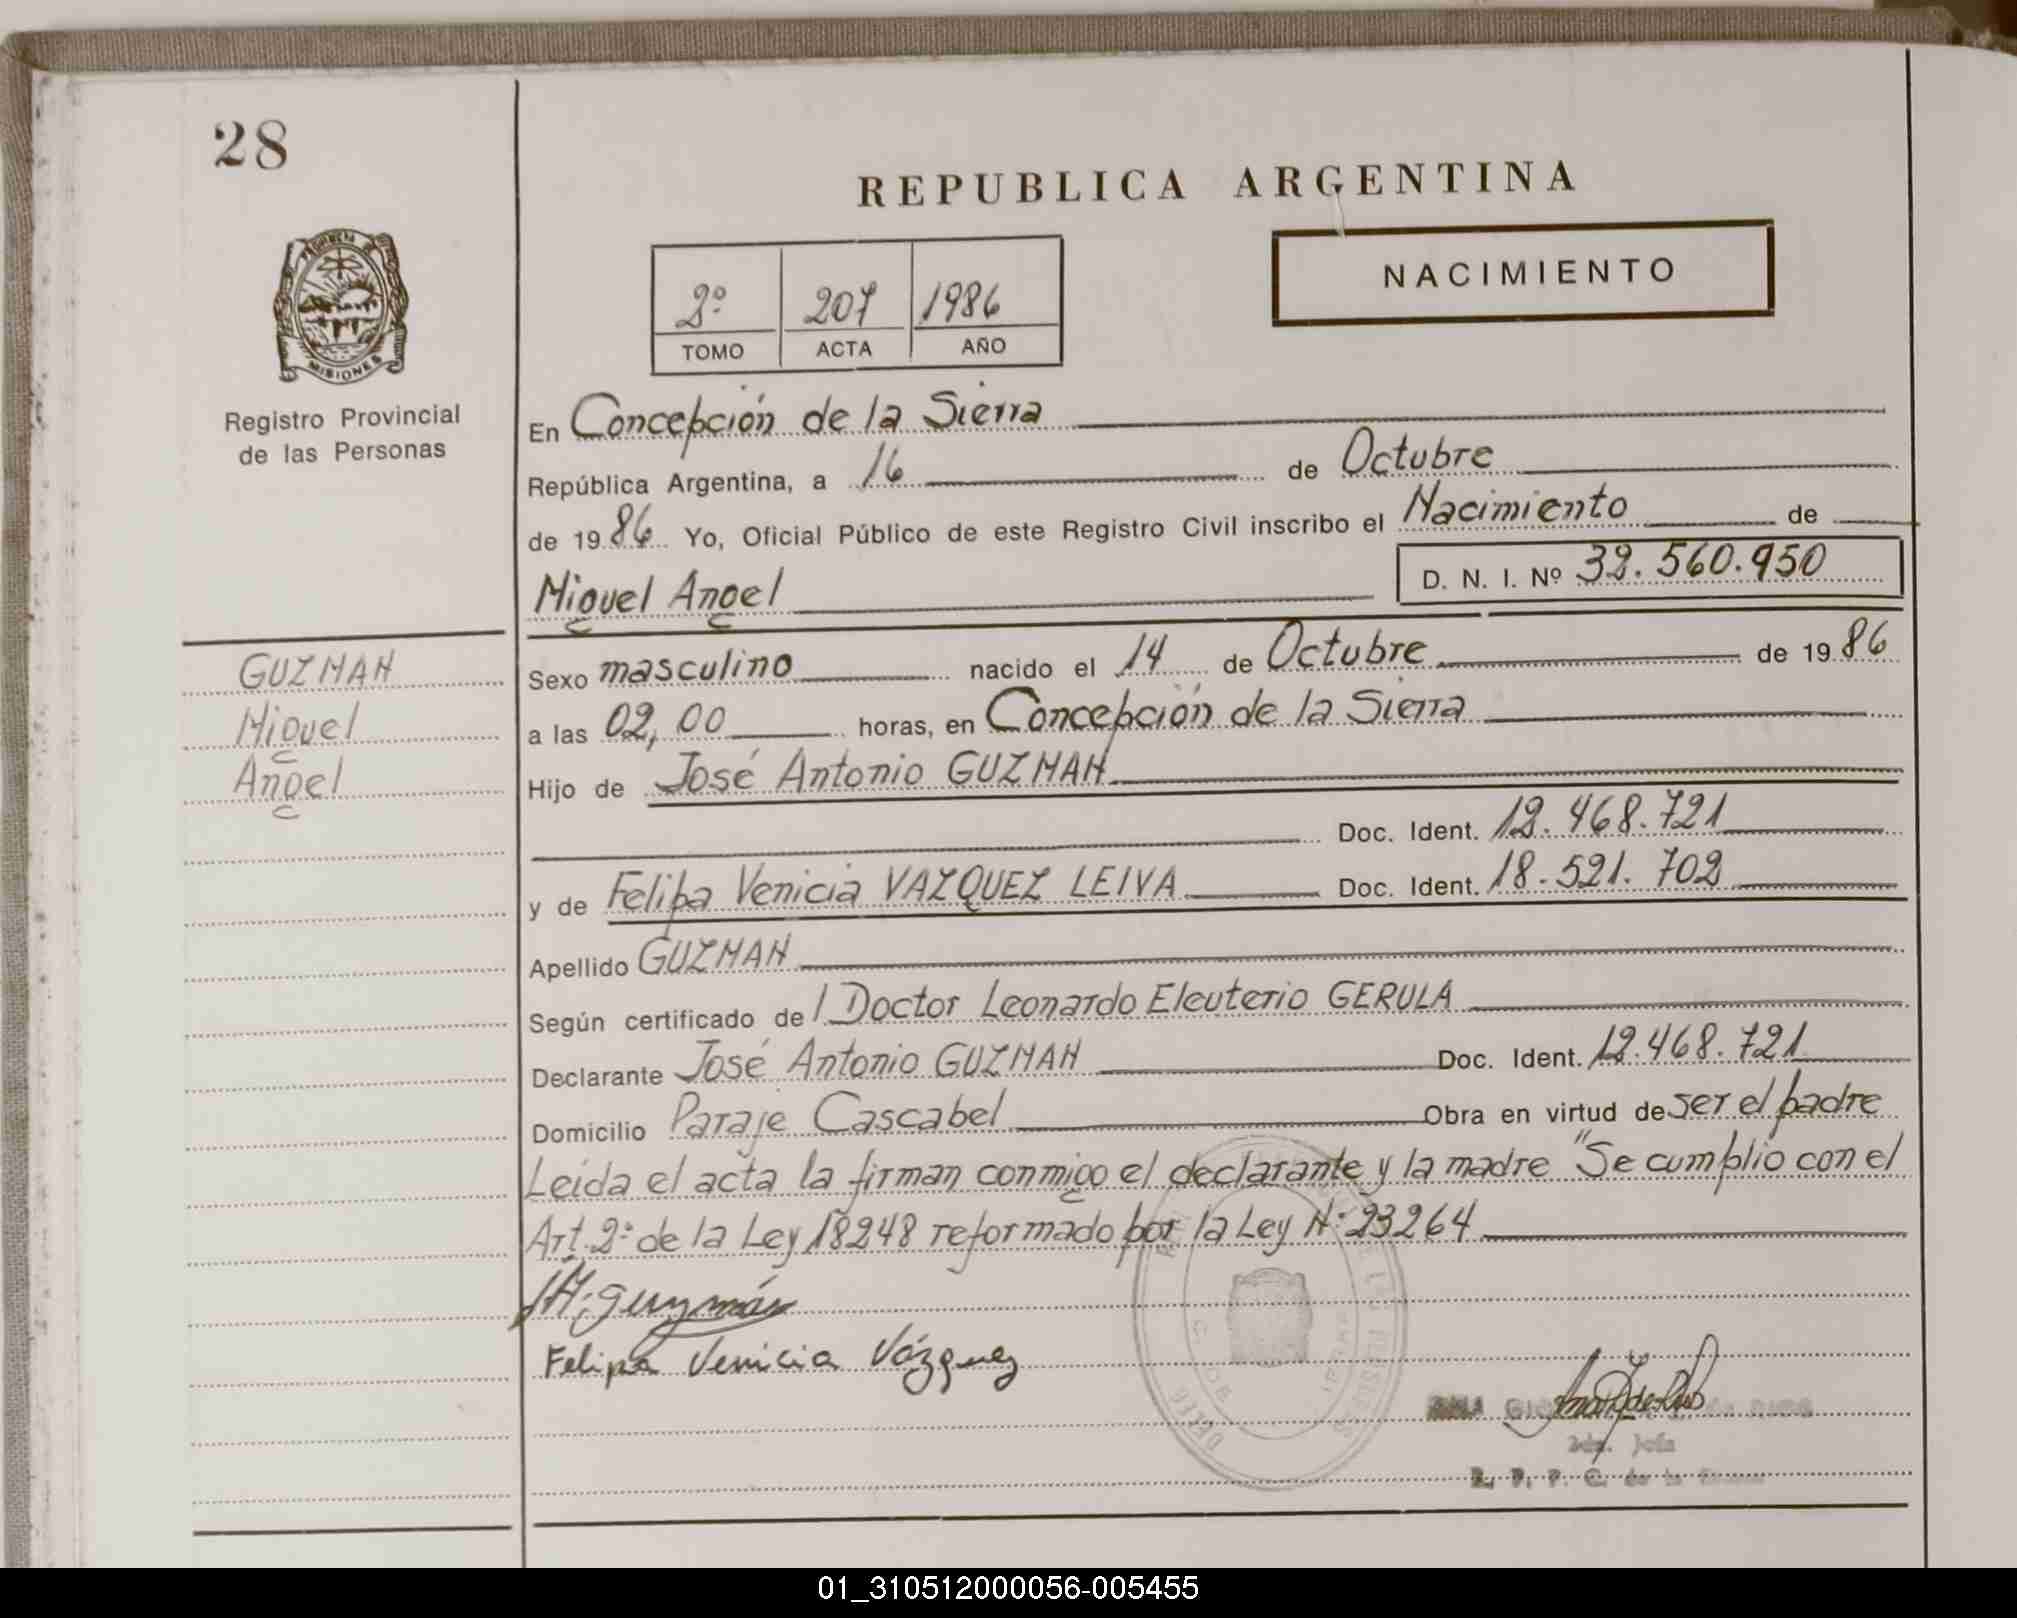 28
REPUBLICA ARGENTINA
NACIMIENTO
PROVINCIA DE
MISIONES
Registro Provincial
de las Personas
2º 207 1986
TOMO ACTA AÑO
En Concepción de la Sierra
República Argentina, a 16 de Octubre
de 1986 Yo, Oficial Público de este Registro Civil inscribo el Nacimiento de
Miguel Angel D. N. I. Nº 32.560.950
GUZMAN
Miguel
Angel
Sexo masculino nacido el 14 de Octubre de 1986
a las 02,00 horas, en Concepción de la Sierra
Hijo de José Antonio GUZMAN
Doc. Ident. 12.468.721
y de Felipa Venicia VAZQUEZ LEIVA Doc. Ident. 18.521.702
Apellido GUZMAN
Según certificado del Doctor Leonardo Eleuterio GERULA
Declarante José Antonio GUZMAN Doc. Ident. 12.468.721
Domicilio Paraje Cascabel Obra en virtud de ser el padre
Leída el acta la firman conmigo el declarante y la madre "Se cumplio con el
Art. 2º de la Ley 18248 reformado por la Ley Nº 23264
J.A. Guzmán
Felipa Venicia Vázquez
01_310512000056-005455